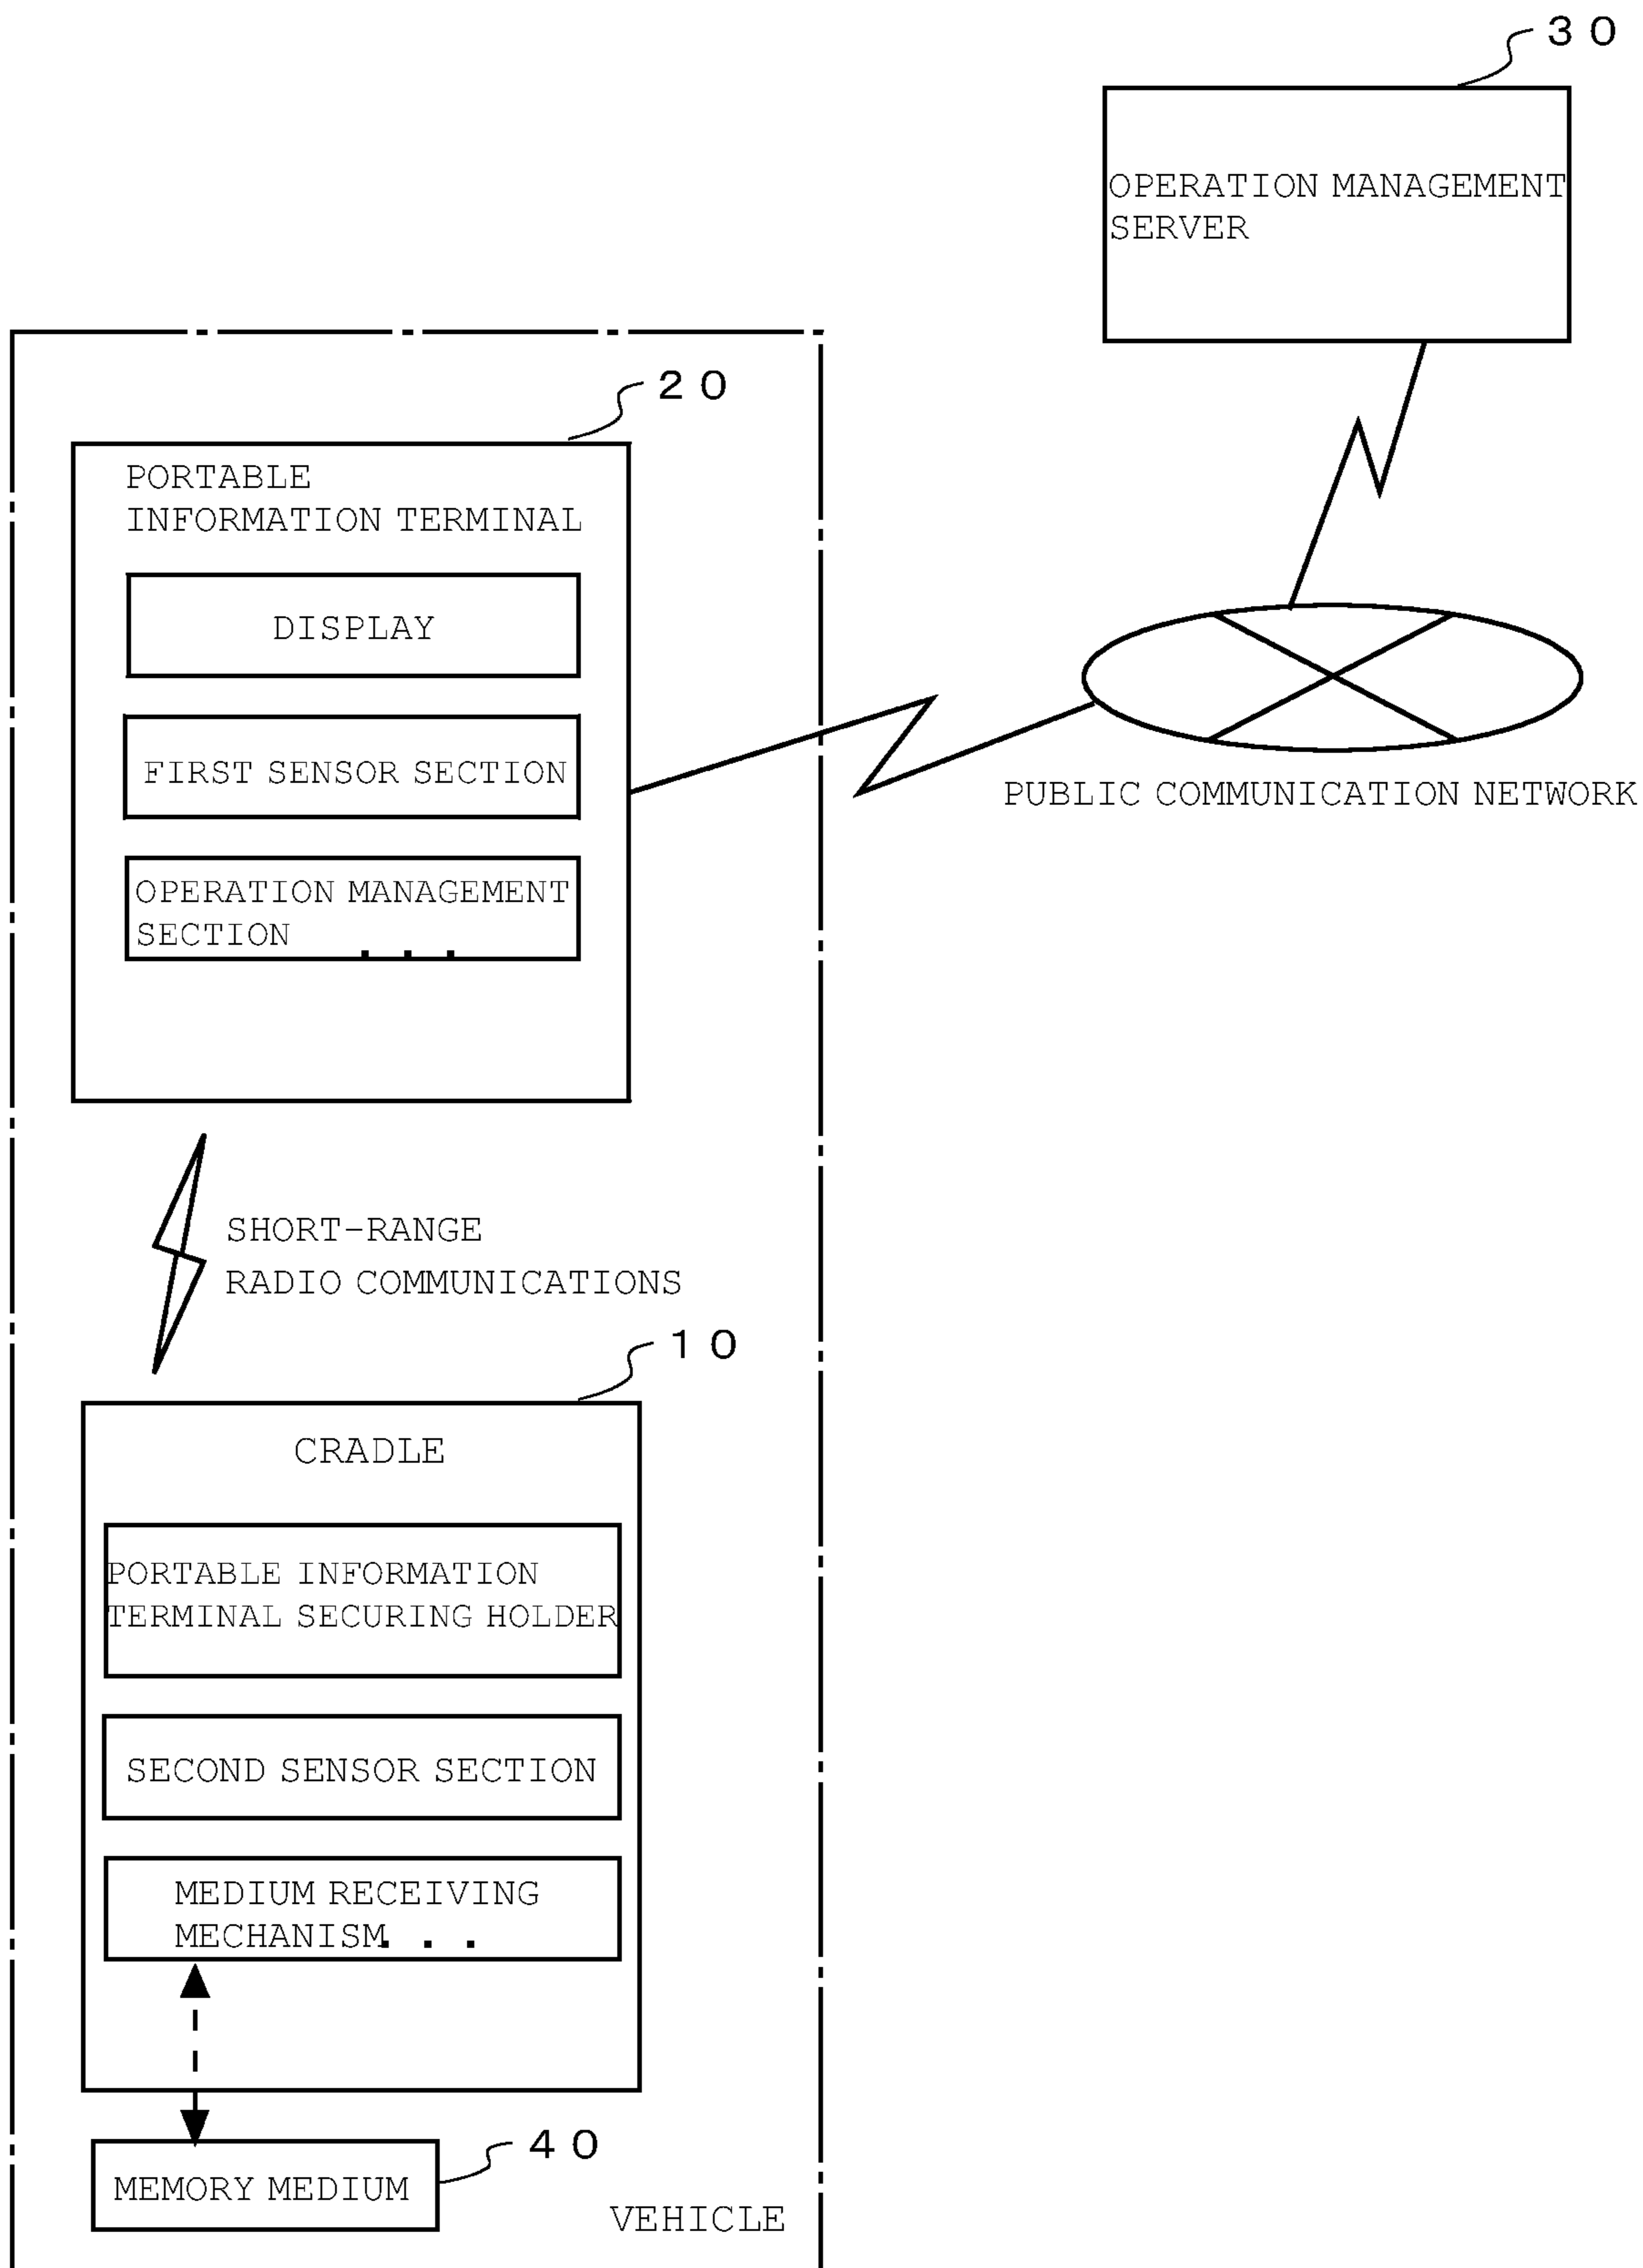 30
OPERATION MANAGEMENT
SERVER
20
PORTABLE
INFORMATION TERMINAL
DISPLAY
FIRST SENSOR SECTION
OPERATION MANAGEMENT
SECTION ...
PUBLIC COMMUNICATION NETWORK
SHORT-RANGE
RADIO COMMUNICATIONS
10
CRADLE
PORTABLE INFORMATION
TERMINAL SECURING HOLDER
SECOND SENSOR SECTION
MEDIUM RECEIVING
MECHANISM...
40
MEMORY MEDIUM
VEHICLE